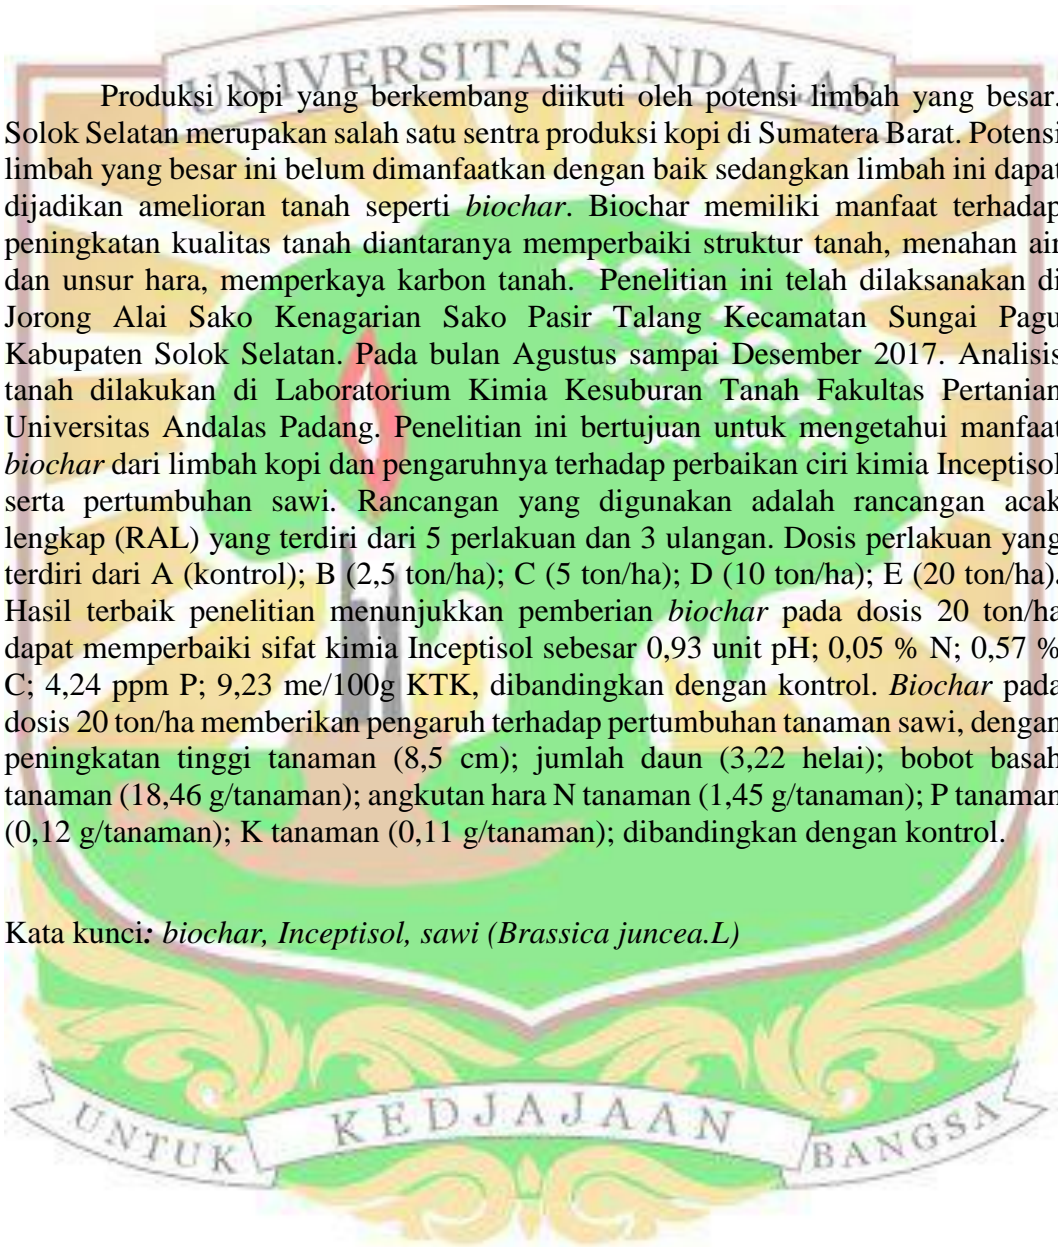 UNIVERSITAS ANDALAS
Produksi kopi yang berkembang diikuti oleh potensi limbah yang besar.
Solok Selatan merupakan salah satu sentra produksi kopi di Sumatera Barat. Potensi
limbah yang besar ini belum dimanfaatkan dengan baik sedangkan limbah ini dapat
dijadikan amelioran tanah seperti biochar. Biochar memiliki manfaat terhadap
peningkatan kualitas tanah diantaranya memperbaiki struktur tanah, menahan air
dan unsur hara, memperkaya karbon tanah. Penelitian ini telah dilaksanakan di
Jorong Alai Sako Kenagarian Sako Pasir Talang Kecamatan Sungai Pagu
Kabupaten Solok Selatan. Pada bulan Agustus sampai Desember 2017. Analisis
tanah dilakukan di Laboratorium Kimia Kesuburan Tanah Fakultas Pertanian
Universitas Andalas Padang. Penelitian ini bertujuan untuk mengetahui manfaat
biochar dari limbah kopi dan pengaruhnya terhadap perbaikan ciri kimia Inceptisol
serta pertumbuhan sawi. Rancangan yang digunakan adalah rancangan acak
lengkap (RAL) yang terdiri dari 5 perlakuan dan 3 ulangan. Dosis perlakuan yang
terdiri dari A (kontrol); B (2,5 ton/ha); C (5 ton/ha); D (10 ton/ha); E (20 ton/ha).
Hasil terbaik penelitian menunjukkan pemberian biochar pada dosis 20 ton/ha
dapat memperbaiki sifat kimia Inceptisol sebesar 0,93 unit pH; 0,05 % N; 0,57 %
C; 4,24 ppm P; 9,23 me/100g KTK, dibandingkan dengan kontrol. Biochar pada
dosis 20 ton/ha memberikan pengaruh terhadap pertumbuhan tanaman sawi, dengan
peningkatan tinggi tanaman (8,5 cm); jumlah daun (3,22 helai); bobot basah
tanaman (18,46 g/tanaman); angkutan hara N tanaman (1,45 g/tanaman); P tanaman
(0,12 g/tanaman); K tanaman (0,11 g/tanaman); dibandingkan dengan kontrol.
Kata kunci: biochar, Inceptisol, sawi (Brassica juncea.L)
UNTUK KEDJAJAAN BANGSA